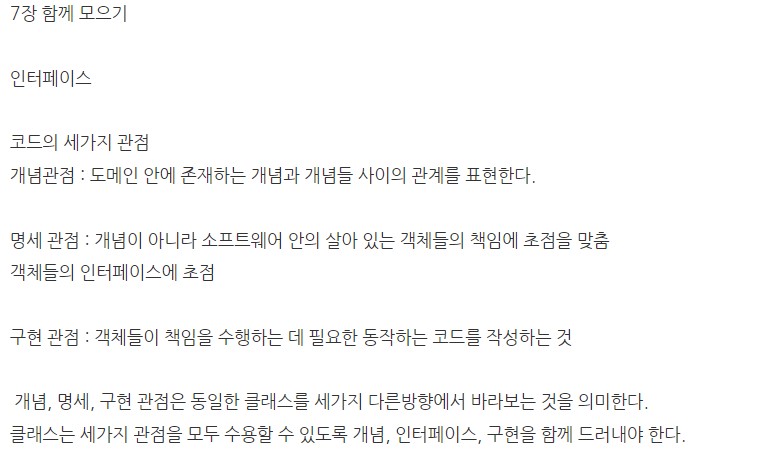 7장 함께 모으기
인터페이스
코드의 세가지 관점
개념관점 : 도메인 안에 존재하는 개념과 개념들 사이의 관계를 표현한다.
명세 관점 : 개념이 아니라 소프트웨어 안의 살아 있는 객체들의 책임에 초점을 맞춤
객체들의 인터페이스에 초점
구현 관점 : 객체들이 책임을 수행하는 데 필요한 동작하는 코드를 작성하는 것
개념, 명세, 구현 관점은 동일한 클래스를 세가지 다른방향에서 바라보는 것을 의미한다.
클래스는 세가지 관점을 모두 수용할 수 있도록 개념, 인터페이스, 구현을 함께 드러내야 한다.